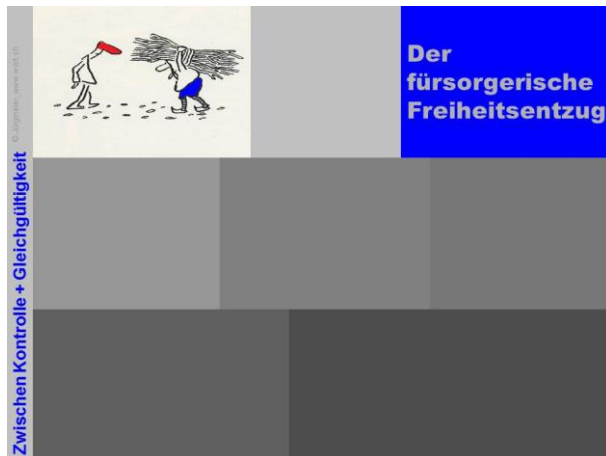 Der
fürsorgerische
Freiheitsentzug
Zwischen Kontrolle + Gleichgültigkeit